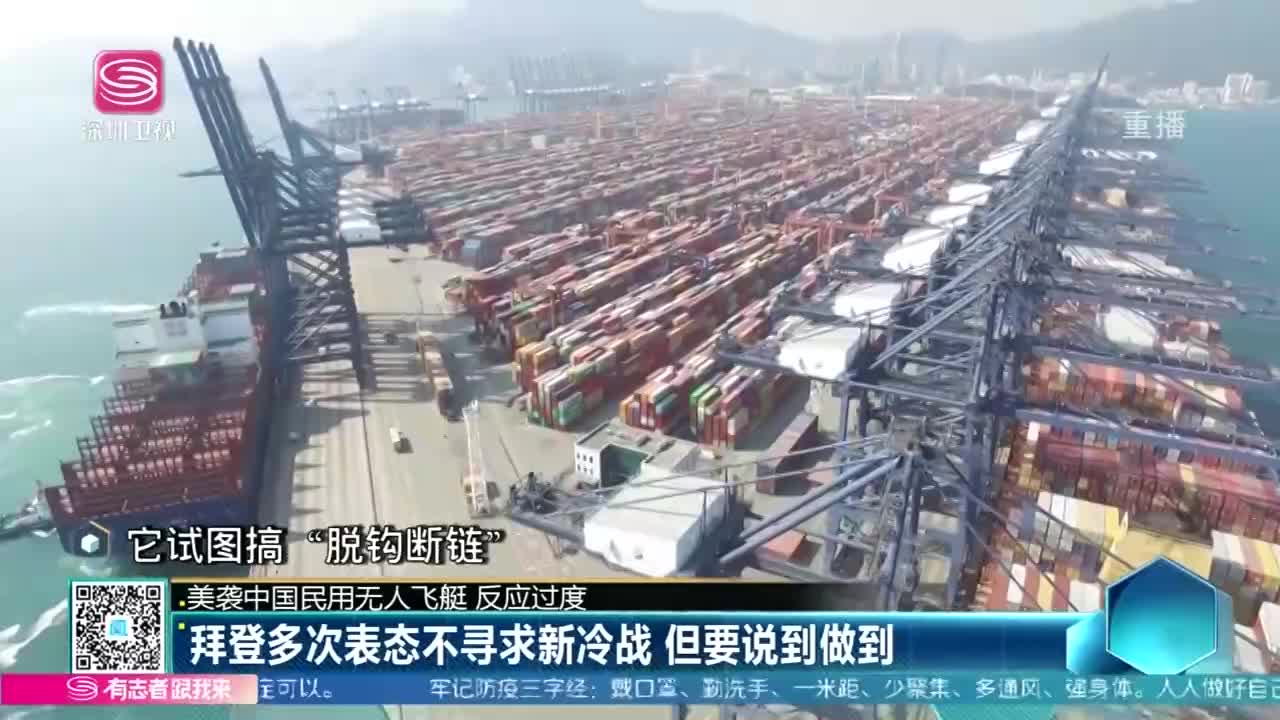 深圳卫视
重播
它试图搞 “脱钩断链”
美袭中国民用无人飞艇 反应过度
拜登多次表态不寻求新冷战 但要说到做到
有志者跟我来
症可以。 牢记防疫三字经：戴口罩、勤洗手、一米距、少聚集、多通风、强身体。人人做好自己